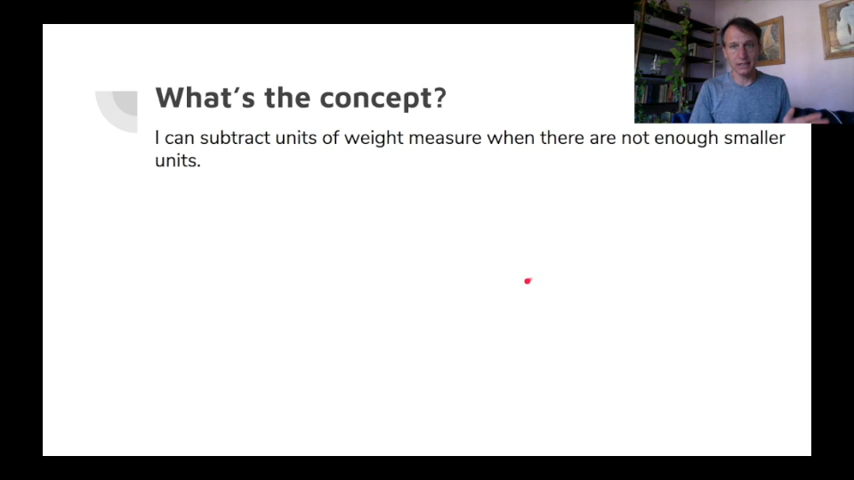 What's the concept?
I can subtract units of weight measure when there are not enough smaller
units.